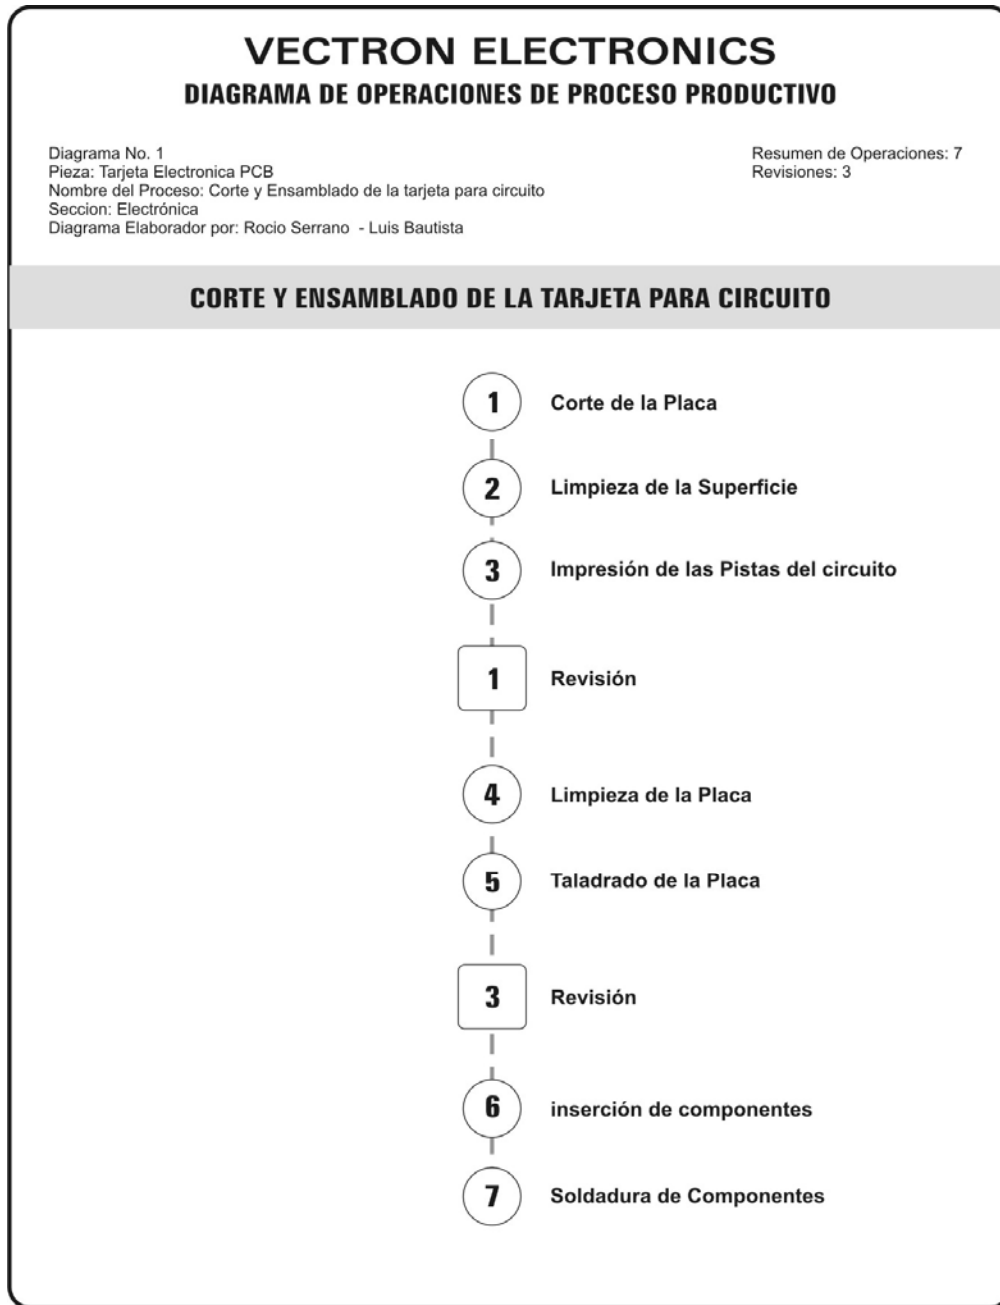 VECTRON ELECTRONICS
DIAGRAMA DE OPERACIONES DE PROCESO PRODUCTIVO
Diagrama No. 1
Pieza: Tarjeta Electronica PCB
Nombre del Proceso: Corte y Ensamblado de la tarjeta para circuito
Seccion: Electrónica
Diagrama Elaborador por: Rocio Serrano - Luis Bautista
Resumen de Operaciones: 7
Revisiones: 3
CORTE Y ENSAMBLADO DE LA TARJETA PARA CIRCUITO
1 Corte de la Placa
2 Limpieza de la Superficie
3 Impresión de las Pistas del circuito
1 Revisión
4 Limpieza de la Placa
5 Taladrado de la Placa
3 Revisión
6 inserción de componentes
7 Soldadura de Componentes